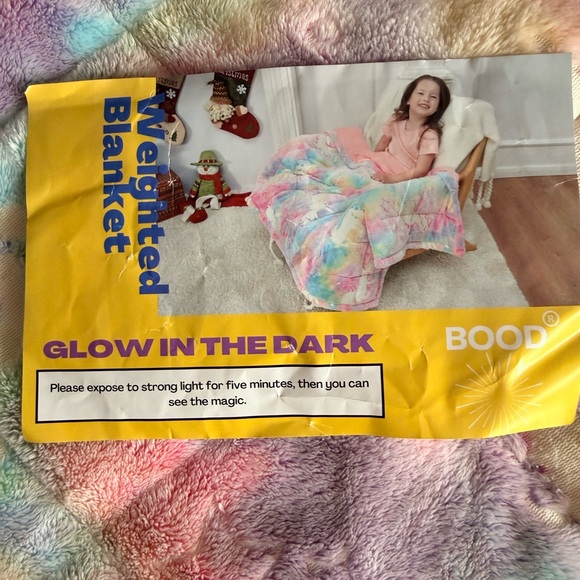 Weighted
Blanket
GLOW IN THE DARK
BOOD®
Please expose to strong light for five minutes, then you can
see the magic.